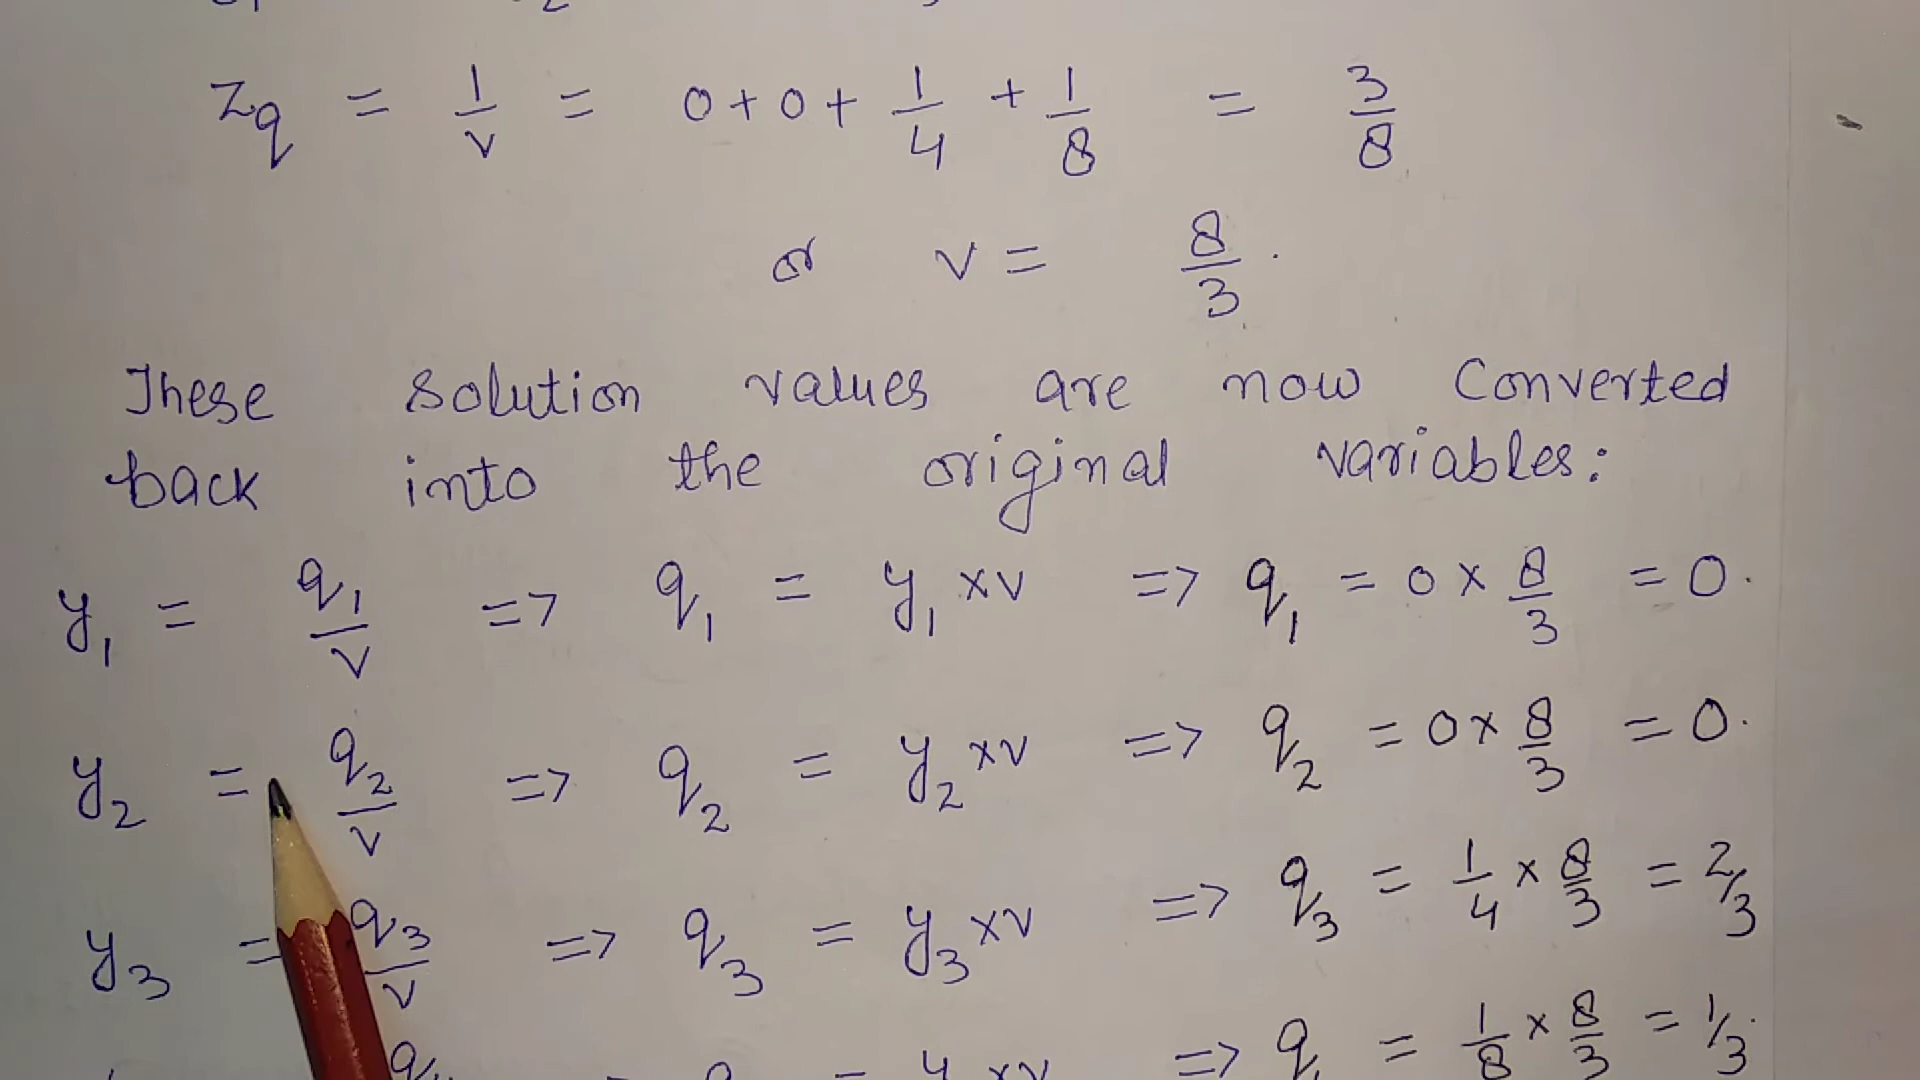 Zq = 1/v = 0 + 0 + 1/4 + 1/8 = 3/8
or v = 8/3.
These solution values are now converted
back into the original variables:
y₁ = q₁/v => q₁ = y₁ × v => q₁ = 0 × 8/3 = 0.
y₂ = q₂/v => q₂ = y₂ × v => q₂ = 0 × 8/3 = 0.
y₃ = q₃/v => q₃ = y₃ × v => q₃ = 1/4 × 8/3 = 2/3
=> q = 1/8 × 8/3 = 1/3.